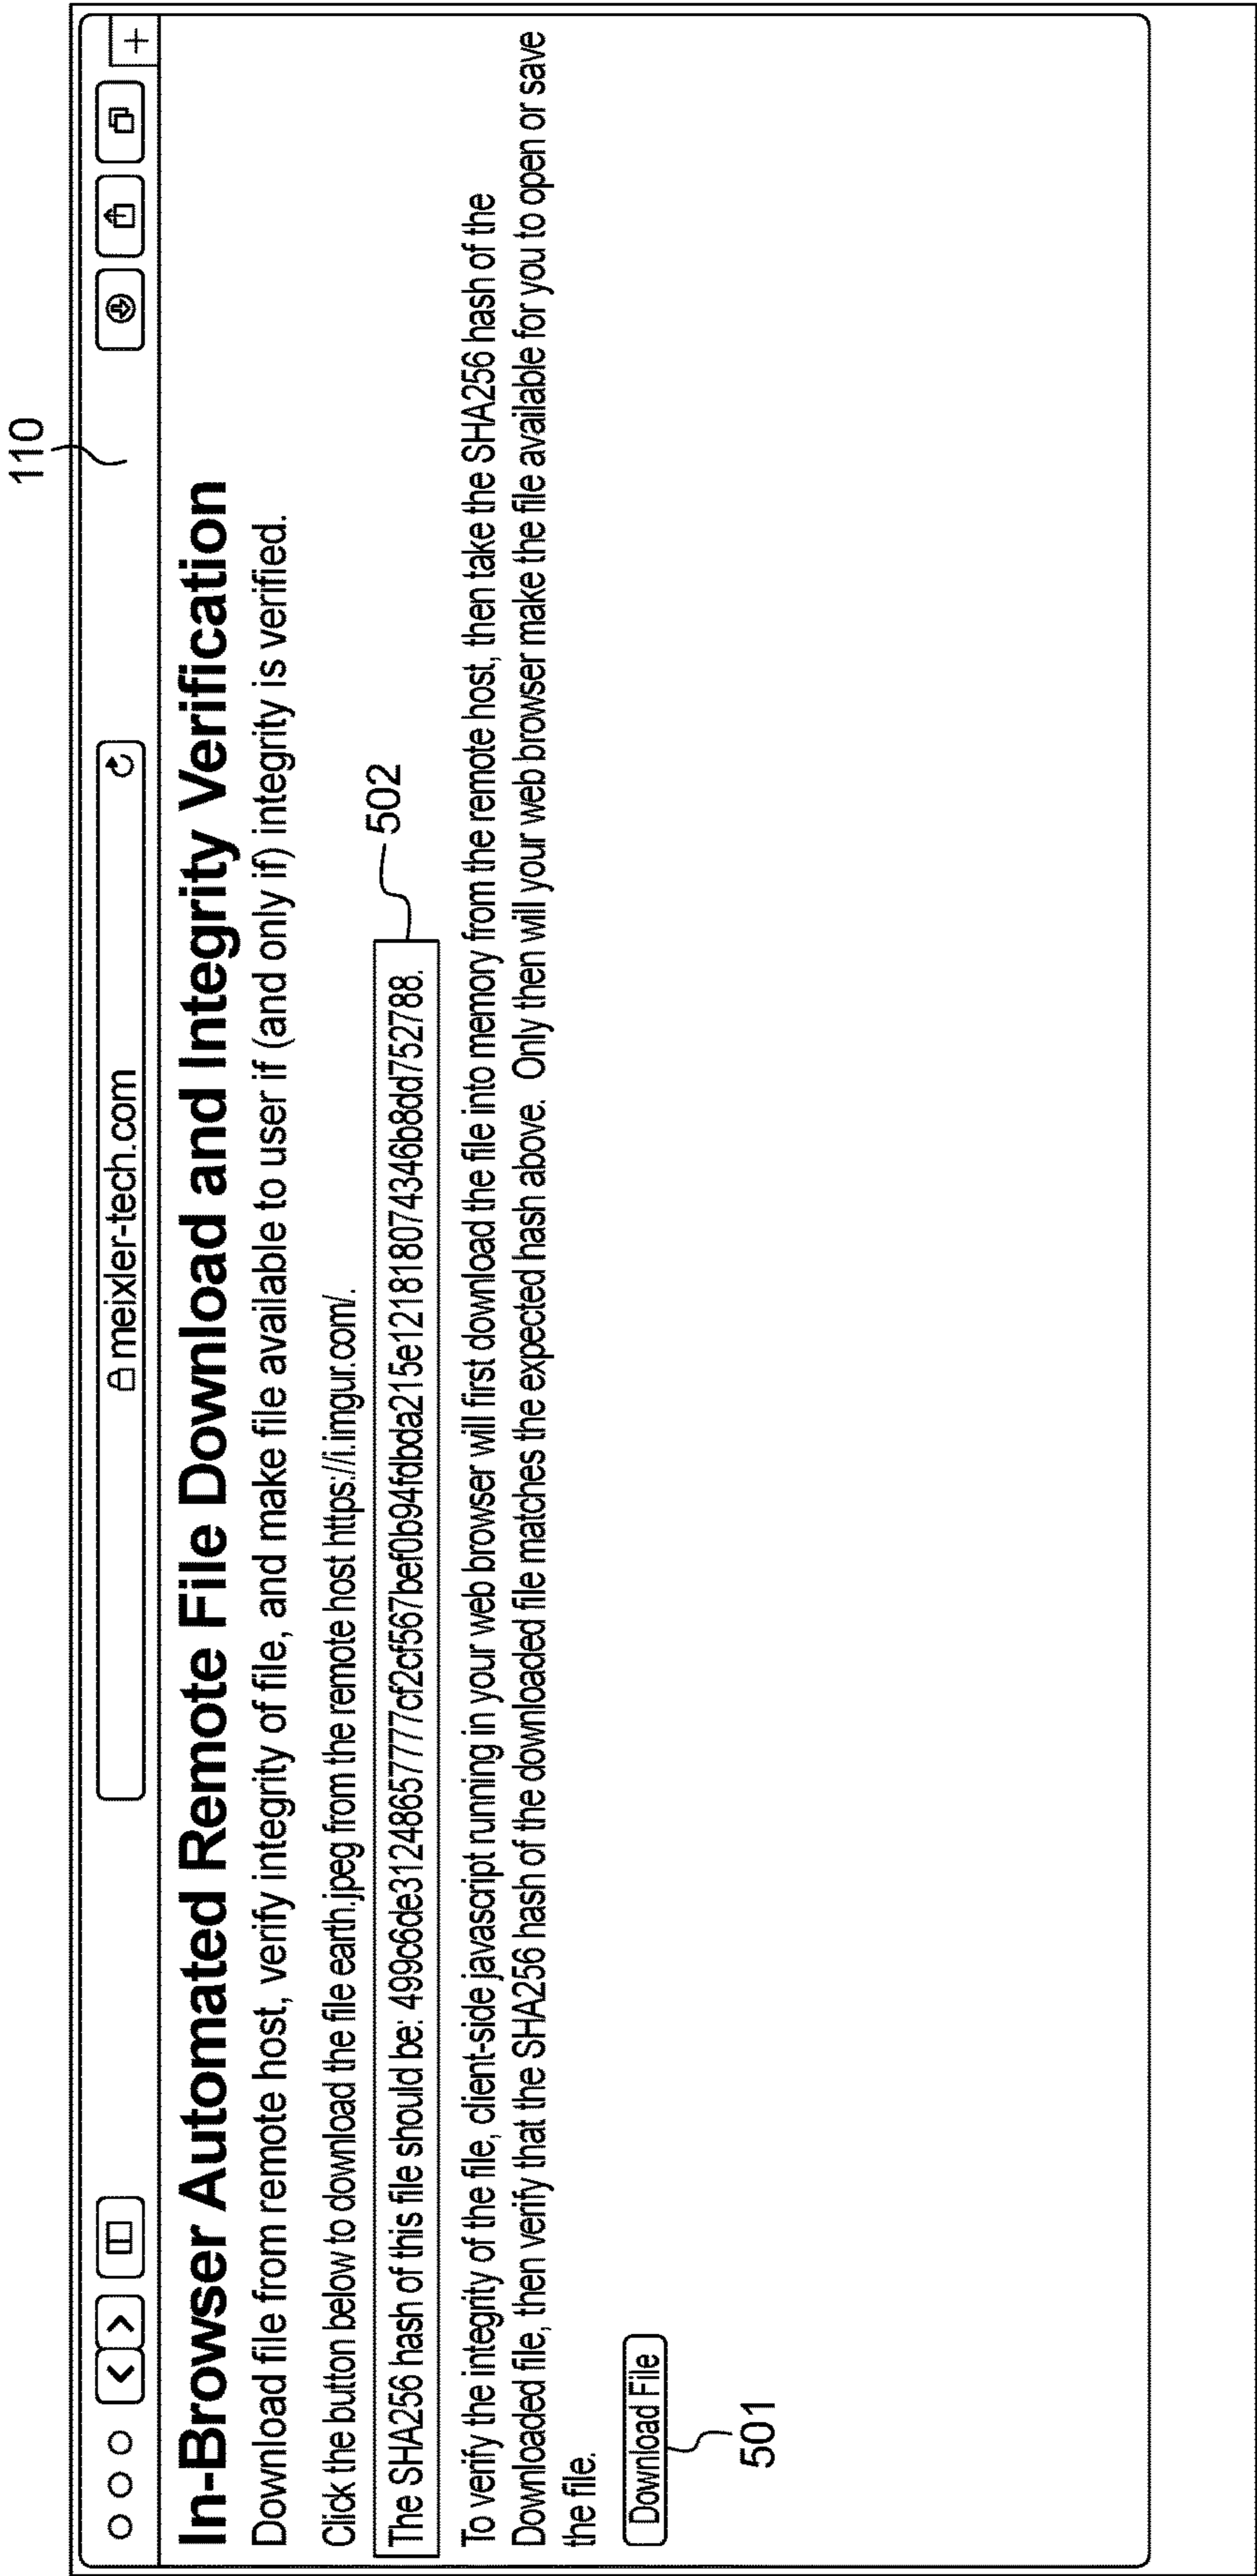 110
meixler-tech.com
+
In-Browser Automated Remote File Download and Integrity Verification
Download file from remote host, verify integrity of file, and make file available to user if (and only if) integrity is verified.
Click the button below to download the file earth.jpeg from the remote host https://i.imgur.com/.
The SHA256 hash of this file should be: 499c6de3124865777​7cf2cf567bef0b94fdbda215e12181807434​6b8dd752788.
502
To verify the integrity of the file, client-side javascript running in your web browser will first download the file into memory from the remote host, then take the SHA256 hash of the
Downloaded file, then verify that the SHA256 hash of the downloaded file matches the expected hash above. Only then will your web browser make the file available for you to open or save
the file.
Download File
501